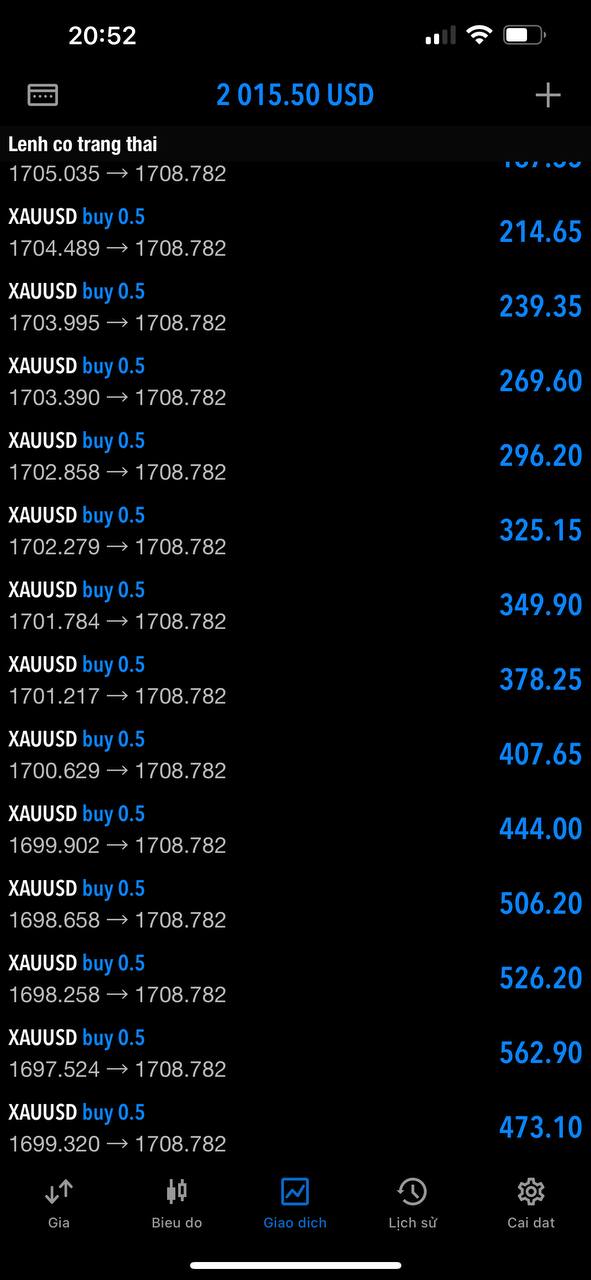 20:52
2 015.50 USD
Lenh co trang thai
1705.035 → 1708.782
XAUUSD buy 0.5
214.65
1704.489 → 1708.782
XAUUSD buy 0.5
239.35
1703.995 → 1708.782
XAUUSD buy 0.5
269.60
1703.390 → 1708.782
XAUUSD buy 0.5
296.20
1702.858 → 1708.782
XAUUSD buy 0.5
325.15
1702.279 → 1708.782
XAUUSD buy 0.5
349.90
1701.784 → 1708.782
XAUUSD buy 0.5
378.25
1701.217 → 1708.782
XAUUSD buy 0.5
407.65
1700.629 → 1708.782
XAUUSD buy 0.5
444.00
1699.902 → 1708.782
XAUUSD buy 0.5
506.20
1698.658 → 1708.782
XAUUSD buy 0.5
526.20
1698.258 → 1708.782
XAUUSD buy 0.5
562.90
1697.524 → 1708.782
XAUUSD buy 0.5
473.10
1699.320 → 1708.782
Gia
Bieu do
Giao dich
Lịch sử
Cai dat